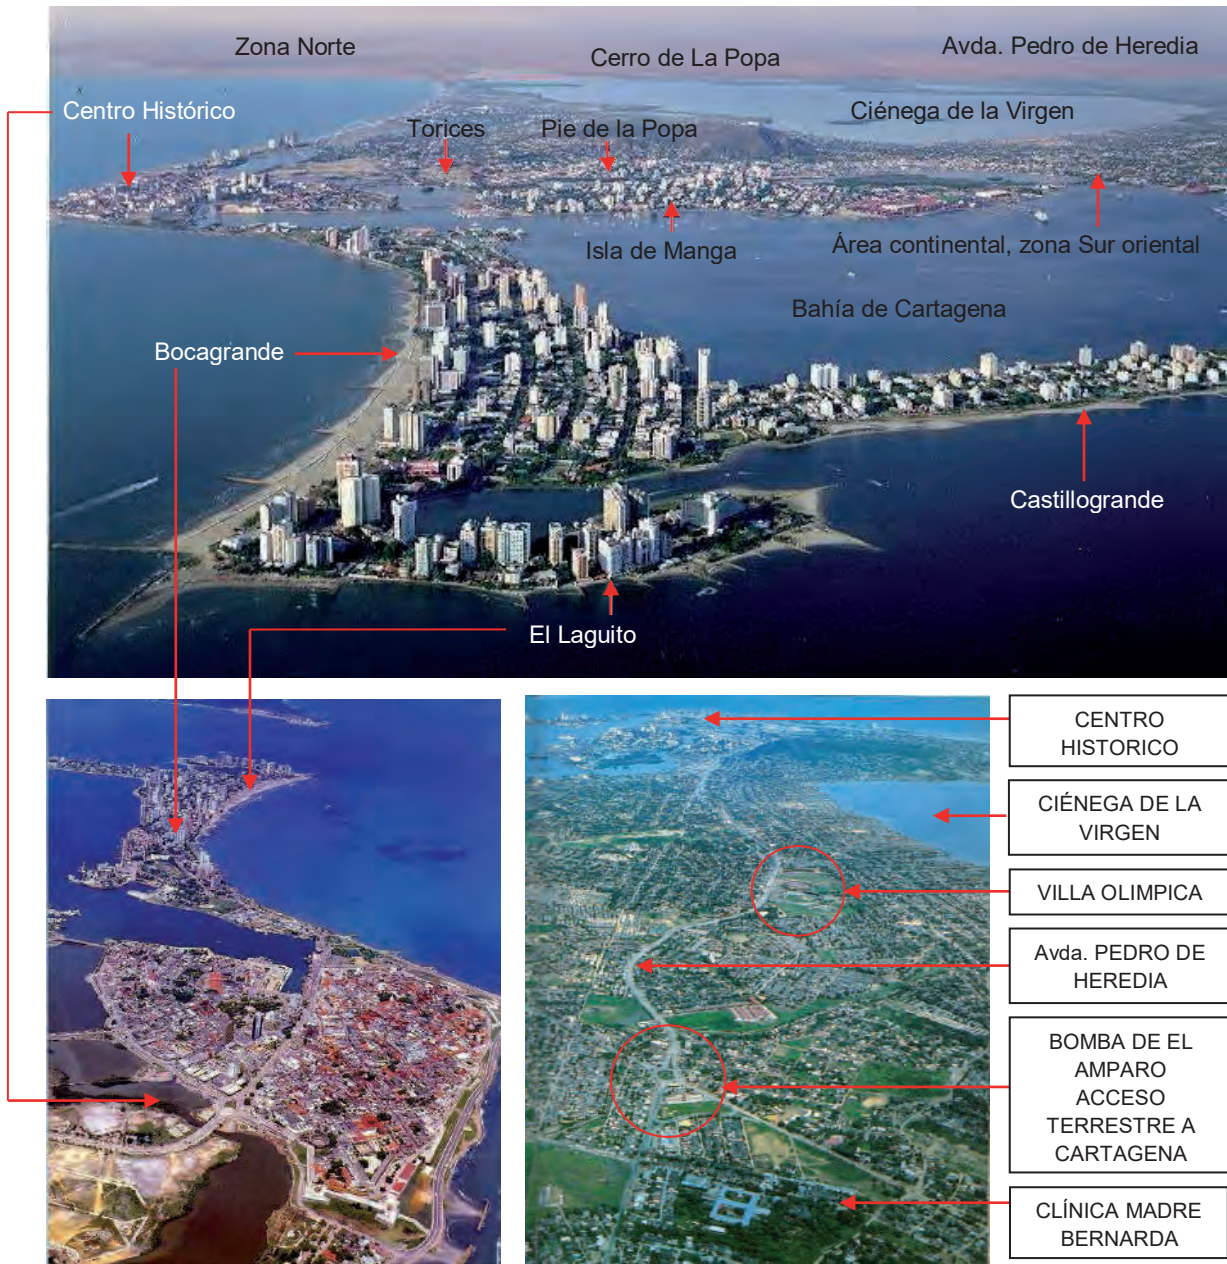 Zona Norte
Cerro de La Popa
Avda. Pedro de Heredia
Centro Histórico
Ciénega de la Virgen
Torices
Pie de la Popa
Isla de Manga
Área continental, zona Sur oriental
Bahía de Cartagena
Bocagrande
Castillogrande
El Laguito
CENTRO
HISTORICO
CIÉNEGA DE LA
VIRGEN
VILLA OLIMPICA
Avda. PEDRO DE
HEREDIA
BOMBA DE EL
AMPARO
ACCESO
TERRESTRE A
CARTAGENA
CLÍNICA MADRE
BERNARDA